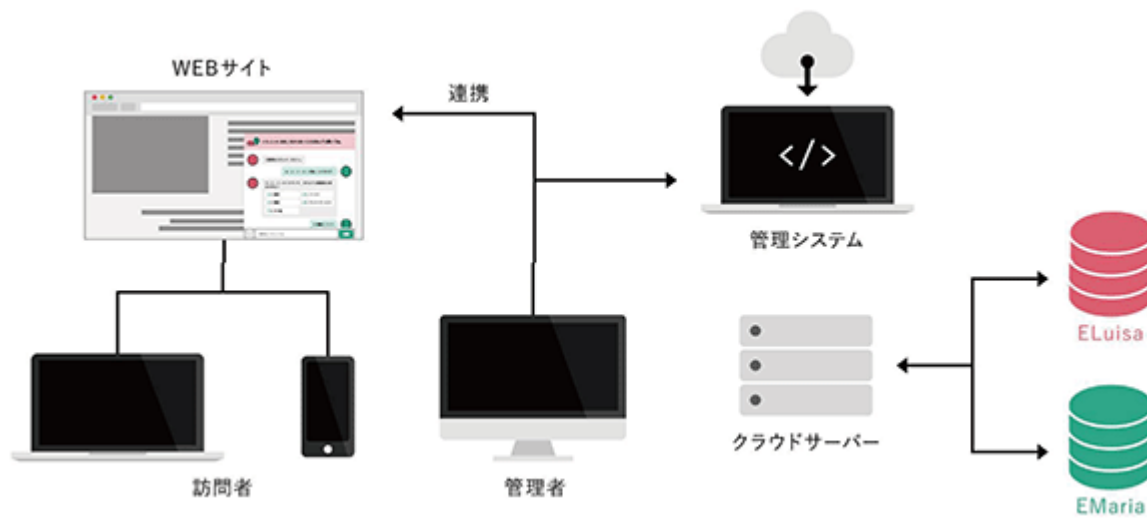 WEBサイト
連携
</>
管理システム
ELuisa
クラウドサーバー
訪問者
管理者
EMaria